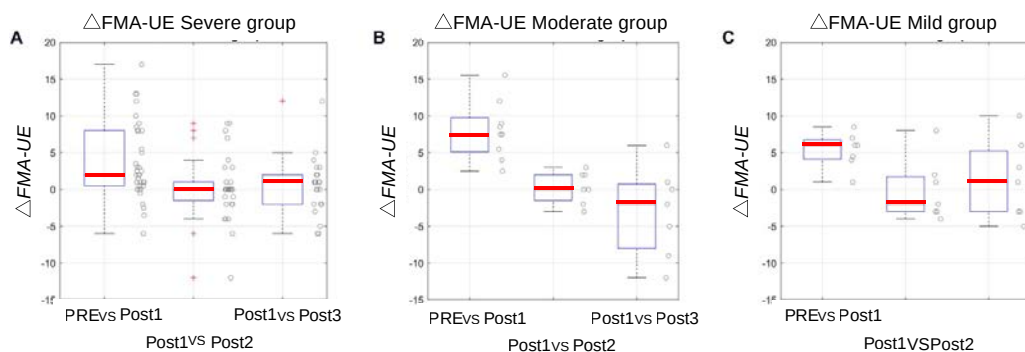 △FMA-UE Severe group
A
△FMA-UE
20
15
10
5
0
-5
-10
-15
PREVS Post1
Post1VS Post3
Post1VS Post2
△FMA-UE Moderate group
B
△FMA-UE
20
15
10
5
0
-5
-10
-15
PREVS Post1
Post1VS Post3
Post1VS Post2
△FMA-UE Mild group
C
△FMA-UE
20
15
10
5
0
-5
-10
-15
PREVS Post1
Post1VSPost2